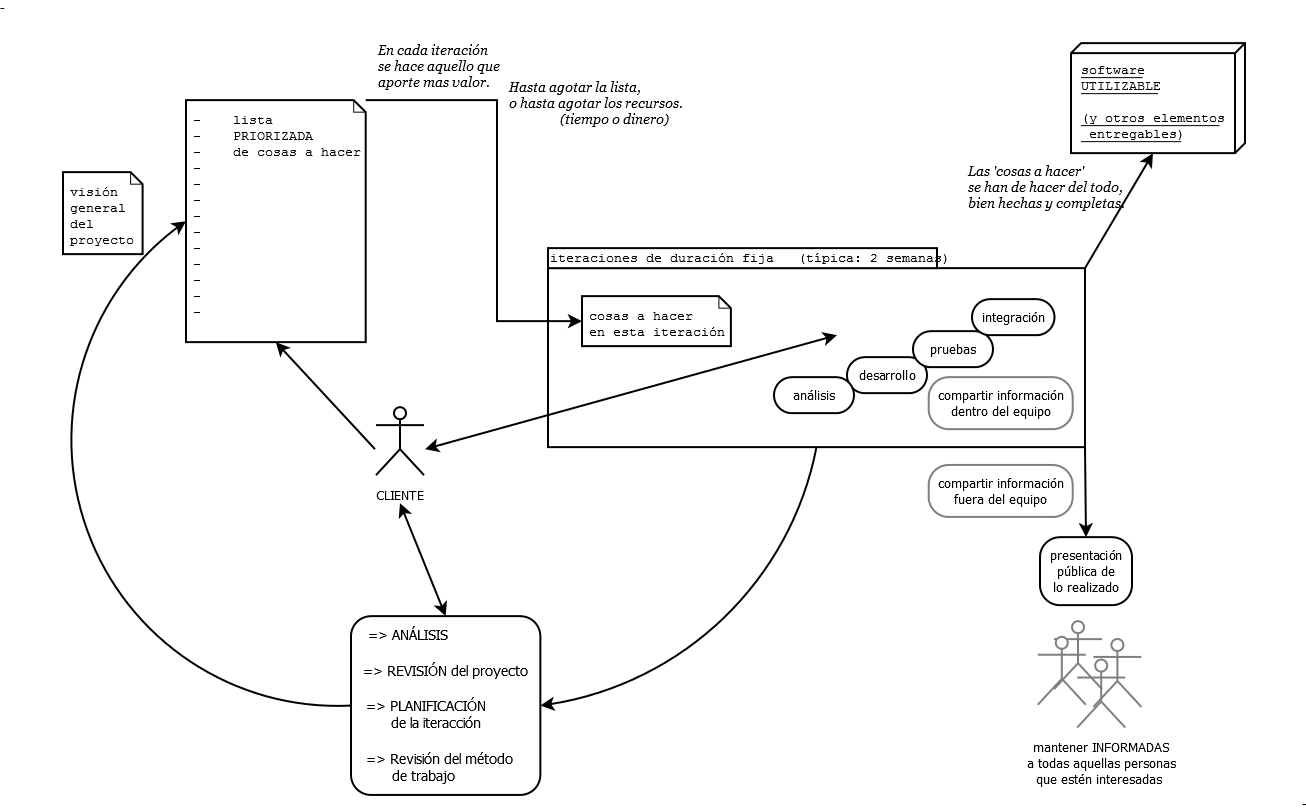 En cada iteración
se hace aquello que
aporte mas valor.
Hasta agotar la lista,
o hasta agotar los recursos.
(tiempo o dinero)
software
UTILIZABLE
(y otros elementos
entregables)
- lista
- PRIORIZADA
- de cosas a hacer
-
-
-
-
-
-
-
-
-
-
visión
general
del
proyecto
Las 'cosas a hacer'
se han de hacer del todo,
bien hechas y completas.
iteraciones de duración fija (típica: 2 semanas)
cosas a hacer
en esta iteración
integración
pruebas
desarrollo
análisis
compartir información
dentro del equipo
CLIENTE
compartir información
fuera del equipo
presentación
pública de
lo realizado
=> ANÁLISIS
=> REVISIÓN del proyecto
=> PLANIFICACIÓN
de la iteracción
=> Revisión del método
de trabajo
mantener INFORMADAS
a todas aquellas personas
que estén interesadas